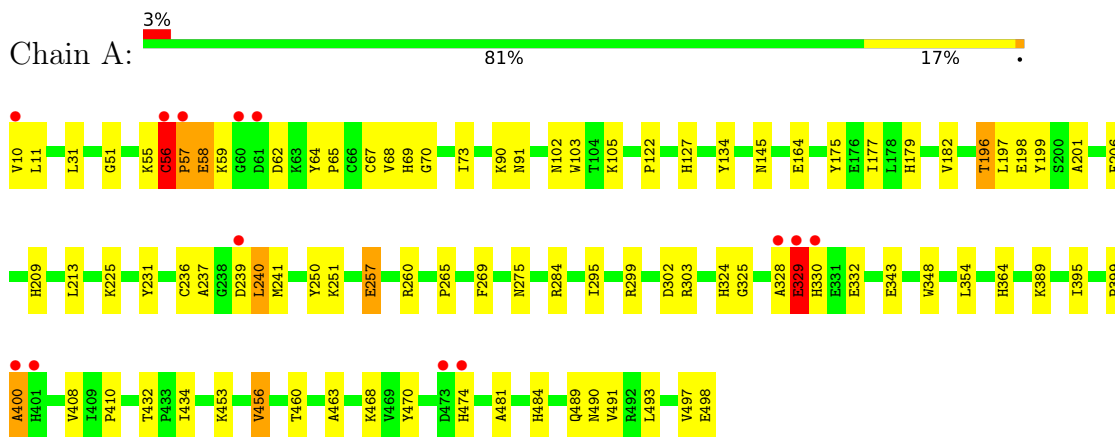 3%
Chain A:
81% 17% •
V10 L11 L31 G51 K55 C56 P57 E58 K59 G60 D61 D62 K63 Y64 P65 C66 C67 V68 H69 G70 I73 K90 N91 N102 W103 T104 K105 P122 H127 Y134 N145 E164 Y175 E176 I177 L178 H179 V182 T196 L197 E198 Y199 S200 A201
H209 L213 K225 Y231 C236 A237 G238 D239 L240 M241 Y250 K251 E257 R260 P265 F269 N275 R284 I295 R299 D302 R303 H324 G325 A328 E329 H330 E331 E332 E343 W348 L354 H364 K389 I395
A400 H401 V408 I409 P410 T432 P433 I434 K453 V456 T460 A463 K468 V469 Y470 D473 H474 A481 H484 Q489 N490 V491 R492 L493 V497 E498